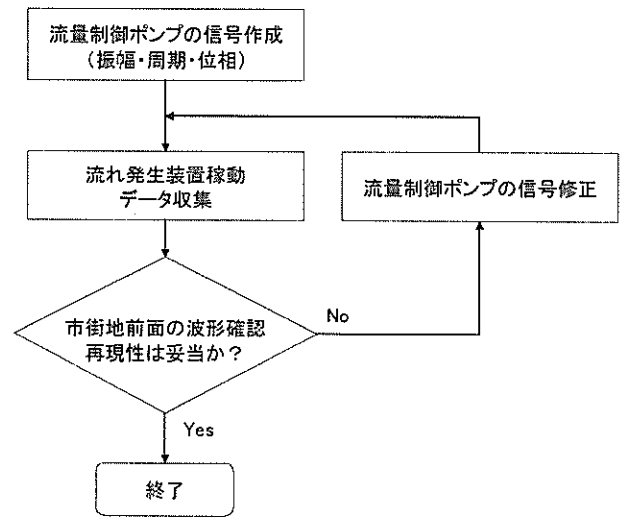 流量制御ポンプの信号作成
（振幅・周期・位相）
流れ発生装置稼動
データ収集
流量制御ポンプの信号修正
市街地前面の波形確認
再現性は妥当か？
No
Yes
終了